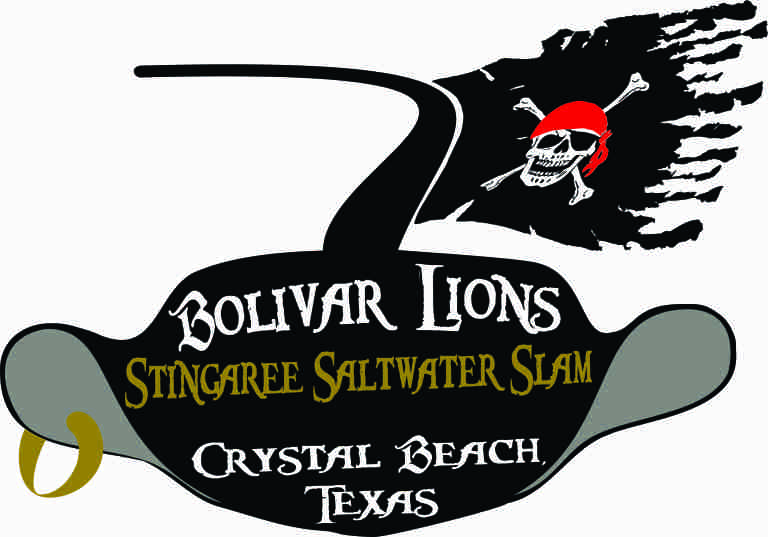 Bolivar Lions
Stingaree Saltwater Slam
Crystal Beach,
Texas